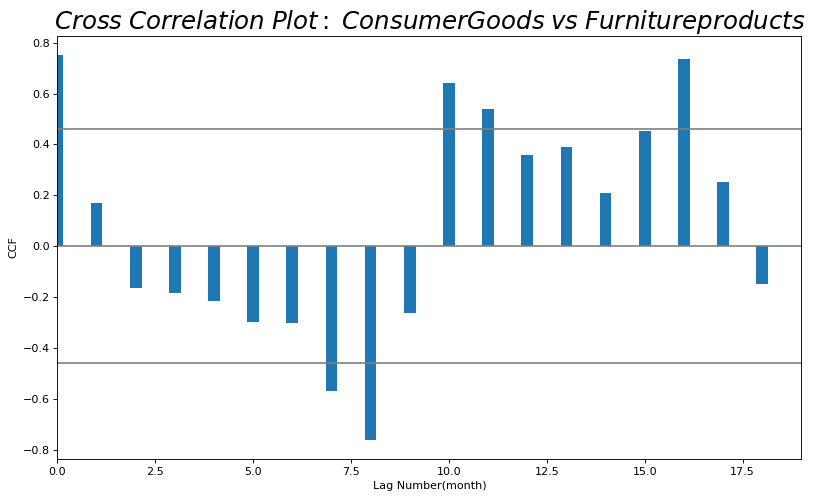 Cross Correlation Plot: ConsumerGoods vs Furnitureproducts
0.8
0.6
0.4
0.2
0.0
−0.2
−0.4
−0.6
−0.8
CCF
0.0 2.5 5.0 7.5 10.0 12.5 15.0 17.5
Lag Number(month)